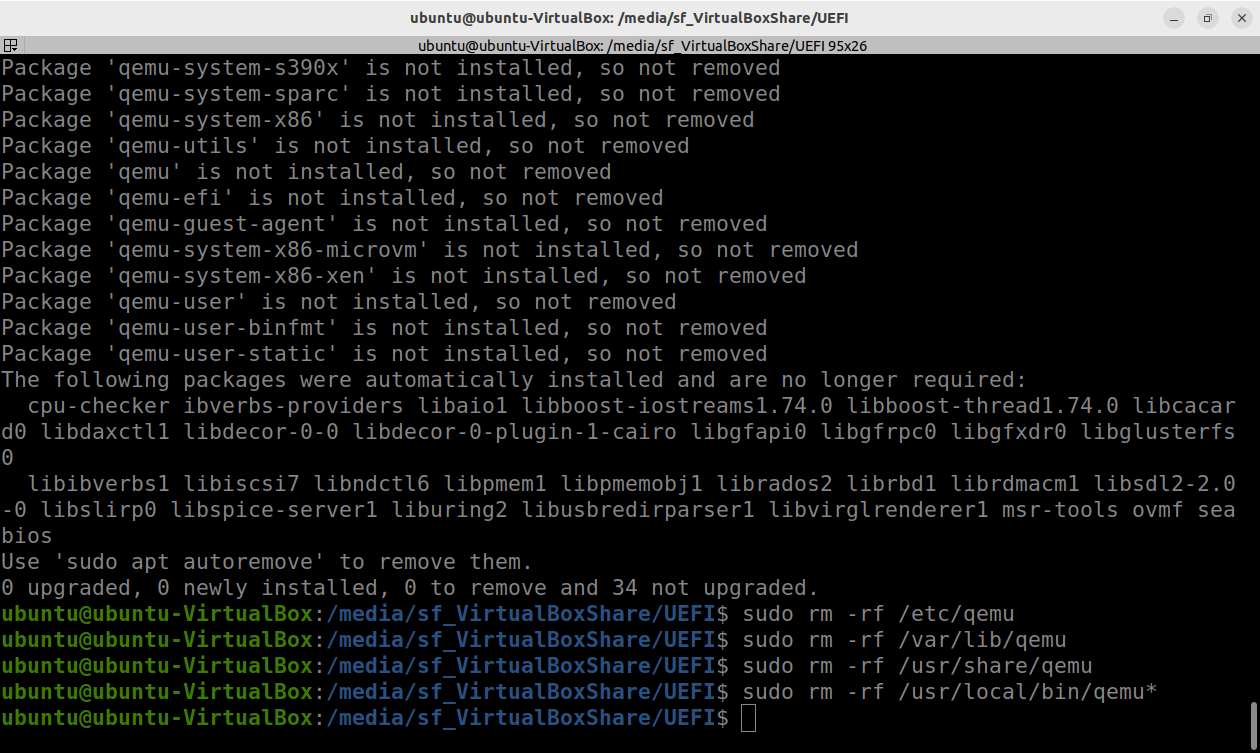 ubuntu@ubuntu-VirtualBox: /media/sf_VirtualBoxShare/UEFI
ubuntu@ubuntu-VirtualBox: /media/sf_VirtualBoxShare/UEFI 95x26
Package 'qemu-system-s390x' is not installed, so not removed
Package 'qemu-system-sparc' is not installed, so not removed
Package 'qemu-system-x86' is not installed, so not removed
Package 'qemu-utils' is not installed, so not removed
Package 'qemu' is not installed, so not removed
Package 'qemu-efi' is not installed, so not removed
Package 'qemu-guest-agent' is not installed, so not removed
Package 'qemu-system-x86-microvm' is not installed, so not removed
Package 'qemu-system-x86-xen' is not installed, so not removed
Package 'qemu-user' is not installed, so not removed
Package 'qemu-user-binfmt' is not installed, so not removed
Package 'qemu-user-static' is not installed, so not removed
The following packages were automatically installed and are no longer required:
  cpu-checker ibverbs-providers libaio1 libboost-iostreams1.74.0 libboost-thread1.74.0 libcacar
d0 libdaxctl1 libdecor-0-0 libdecor-0-plugin-1-cairo libgfapi0 libgfrpc0 libgfxdr0 libglusterfs
0
  libibverbs1 libiscsi7 libndctl6 libpmem1 libpmemobj1 librados2 librbd1 librdmacm1 libsdl2-2.0
-0 libslirp0 libspice-server1 liburing2 libusbredirparser1 libvirglrenderer1 msr-tools ovmf sea
bios
Use 'sudo apt autoremove' to remove them.
0 upgraded, 0 newly installed, 0 to remove and 34 not upgraded.
ubuntu@ubuntu-VirtualBox:/media/sf_VirtualBoxShare/UEFI$ sudo rm -rf /etc/qemu
ubuntu@ubuntu-VirtualBox:/media/sf_VirtualBoxShare/UEFI$ sudo rm -rf /var/lib/qemu
ubuntu@ubuntu-VirtualBox:/media/sf_VirtualBoxShare/UEFI$ sudo rm -rf /usr/share/qemu
ubuntu@ubuntu-VirtualBox:/media/sf_VirtualBoxShare/UEFI$ sudo rm -rf /usr/local/bin/qemu*
ubuntu@ubuntu-VirtualBox:/media/sf_VirtualBoxShare/UEFI$